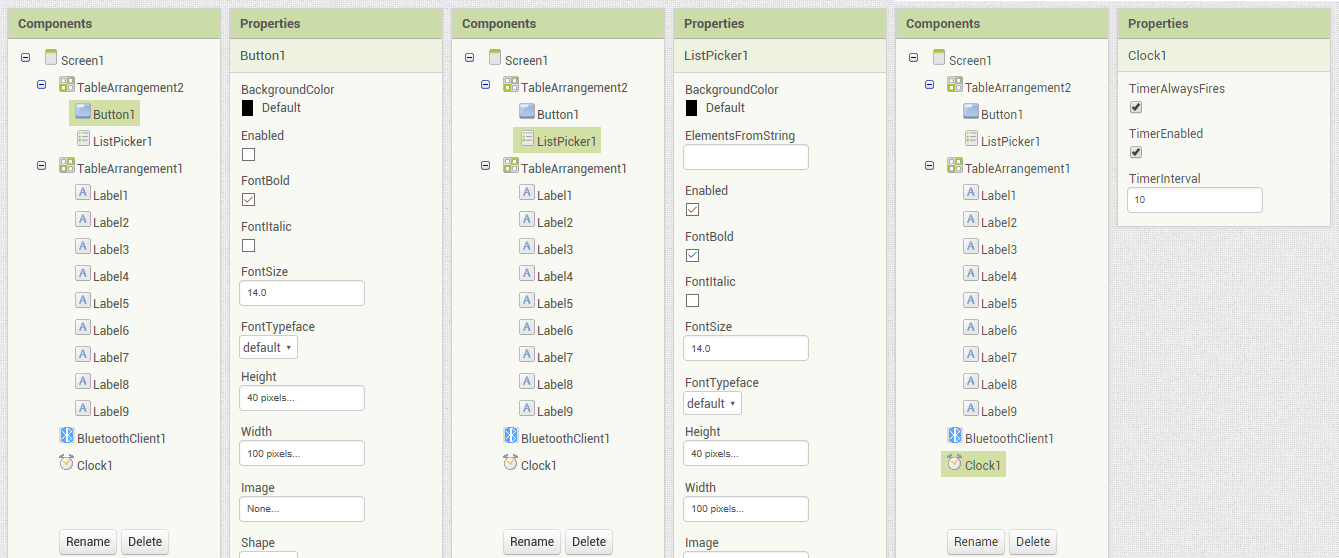 Components
Screen1
TableArrangement2
Button1
ListPicker1
TableArrangement1
A Label1
A Label2
A Label3
A Label4
A Label5
A Label6
A Label7
A Label8
A Label9
BluetoothClient1
Clock1
Rename Delete
Properties
Button1
BackgroundColor
Default
Enabled
FontBold
FontItalic
FontSize
14.0
FontTypeface
default
Height
40 pixels...
Width
100 pixels...
Image
None...
Shape
Components
Screen1
TableArrangement2
Button1
ListPicker1
TableArrangement1
A Label1
A Label2
A Label3
A Label4
A Label5
A Label6
A Label7
A Label8
A Label9
BluetoothClient1
Clock1
Rename Delete
Properties
ListPicker1
BackgroundColor
Default
ElementsFromString
Enabled
FontBold
FontItalic
FontSize
14.0
FontTypeface
default
Height
40 pixels...
Width
100 pixels...
Image
Components
Screen1
TableArrangement2
Button1
ListPicker1
TableArrangement1
A Label1
A Label2
A Label3
A Label4
A Label5
A Label6
A Label7
A Label8
A Label9
BluetoothClient1
Clock1
Rename Delete
Properties
Clock1
TimerAlwaysFires
TimerEnabled
TimerInterval
10